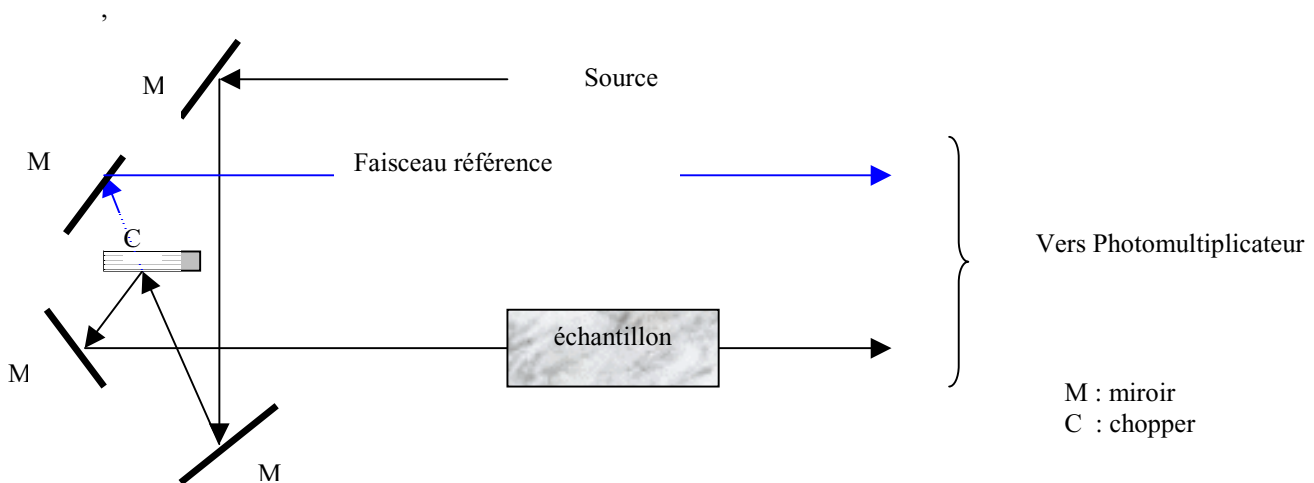 ,
M
Source
M
Faisceau référence
C
Vers Photomultiplicateur
échantillon
M
M : miroir
C : chopper
M